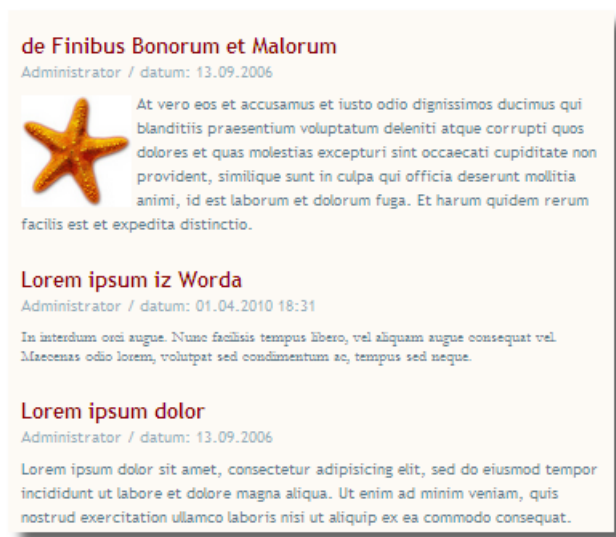 de Finibus Bonorum et Malorum
Administrator / datum: 13.09.2006
At vero eos et accusamus et iusto odio dignissimos ducimus qui
blanditiis praesentium voluptatum deleniti atque corrupti quos
dolores et quas molestias excepturi sint occaecati cupiditate non
provident, similique sunt in culpa qui officia deserunt mollitia
animi, id est laborum et dolorum fuga. Et harum quidem rerum
facilis est et expedita distinctio.
Lorem ipsum iz Worda
Administrator / datum: 01.04.2010 18:31
In interdum orci augue. Nunc facilisis tempus libero, vel aliquam augue consequat vel.
Maecenas odio lorem, volutpat sed condimentum ac, tempus sed neque.
Lorem ipsum dolor
Administrator / datum: 13.09.2006
Lorem ipsum dolor sit amet, consectetur adipisicing elit, sed do eiusmod tempor
incididunt ut labore et dolore magna aliqua. Ut enim ad minim veniam, quis
nostrud exercitation ullamco laboris nisi ut aliquip ex ea commodo consequat.